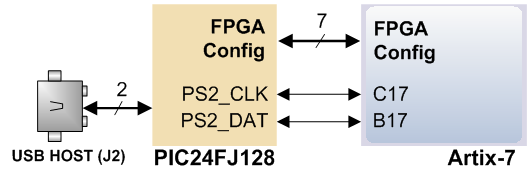 2
USB HOST (J2)
FPGA
Config
PS2_CLK
PS2_DAT
PIC24FJ128
7
FPGA
Config
C17
B17
Artix-7